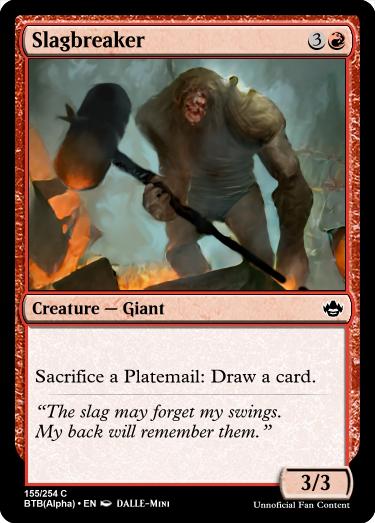 Slagbreaker 3
Creature — Giant
Sacrifice a Platemail: Draw a card.
“The slag may forget my swings.
My back will remember them.”
3/3
155/254 C
BTB(Alpha) • EN DALLE-Mini
Unofficial Fan Content